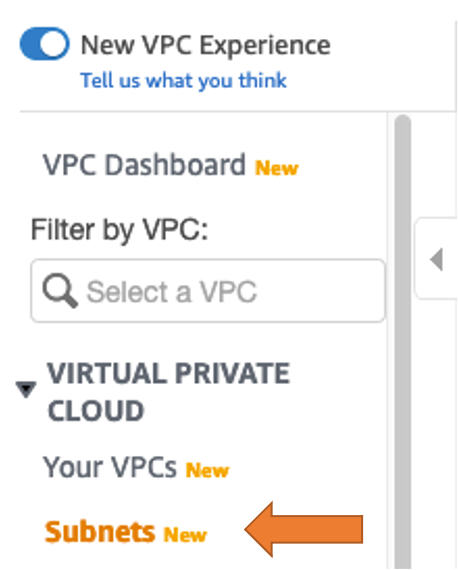 New VPC Experience
Tell us what you think
VPC Dashboard New
Filter by VPC:
Select a VPC
VIRTUAL PRIVATE
CLOUD
Your VPCs New
Subnets New